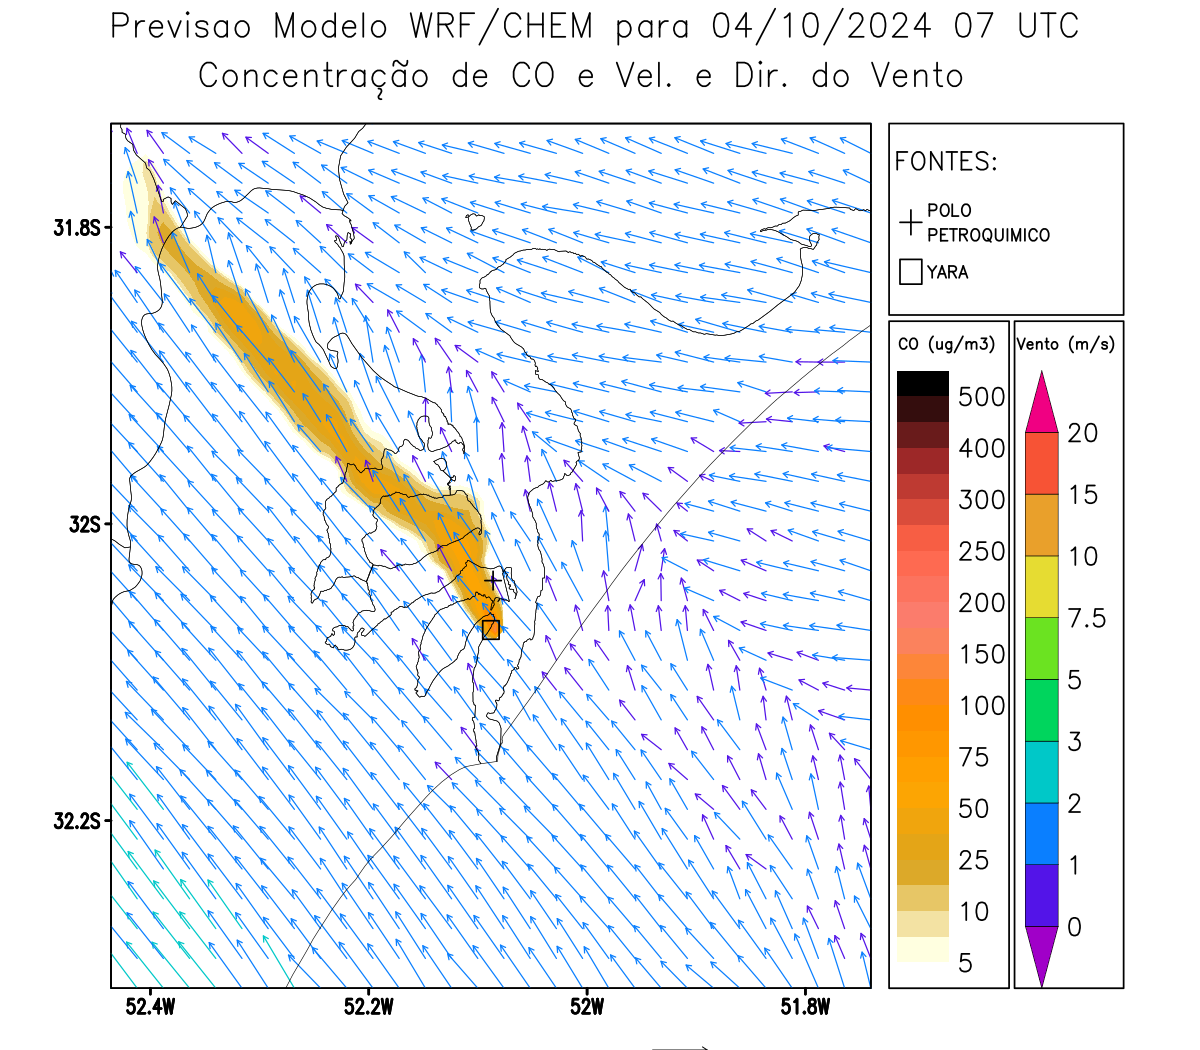 Previsao Modelo WRF/CHEM para 04/10/2024 07 UTC
Concentração de CO e Vel. e Dir. do Vento
FONTES:
POLO
PETROQUIMICO
YARA
CO (ug/m3)
500
400
300
250
200
150
100
75
50
25
10
5
Vento (m/s)
20
15
10
7.5
5
3
2
1
0
31.8S
32S
32.2S
52.4W
52.2W
52W
51.8W